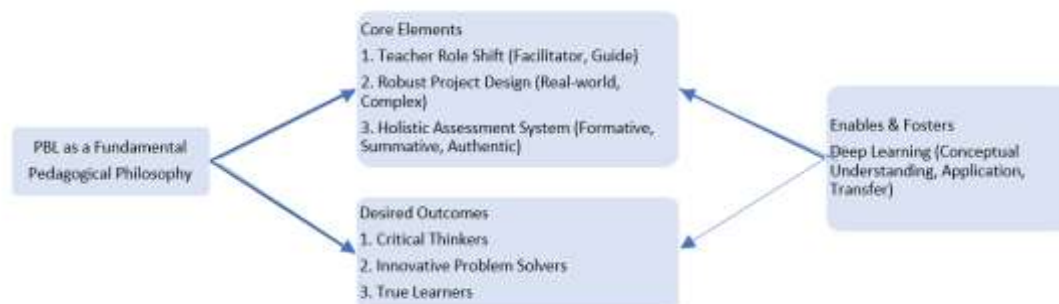 PBL as a Fundamental
Pedagogical Philosophy
Core Elements
1. Teacher Role Shift (Facilitator, Guide)
2. Robust Project Design (Real-world,
Complex)
3. Holistic Assessment System (Formative,
Summative, Authentic)
Desired Outcomes
1. Critical Thinkers
2. Innovative Problem Solvers
3. True Learners
Enables & Fosters
Deep Learning (Conceptual
Understanding, Application,
Transfer)